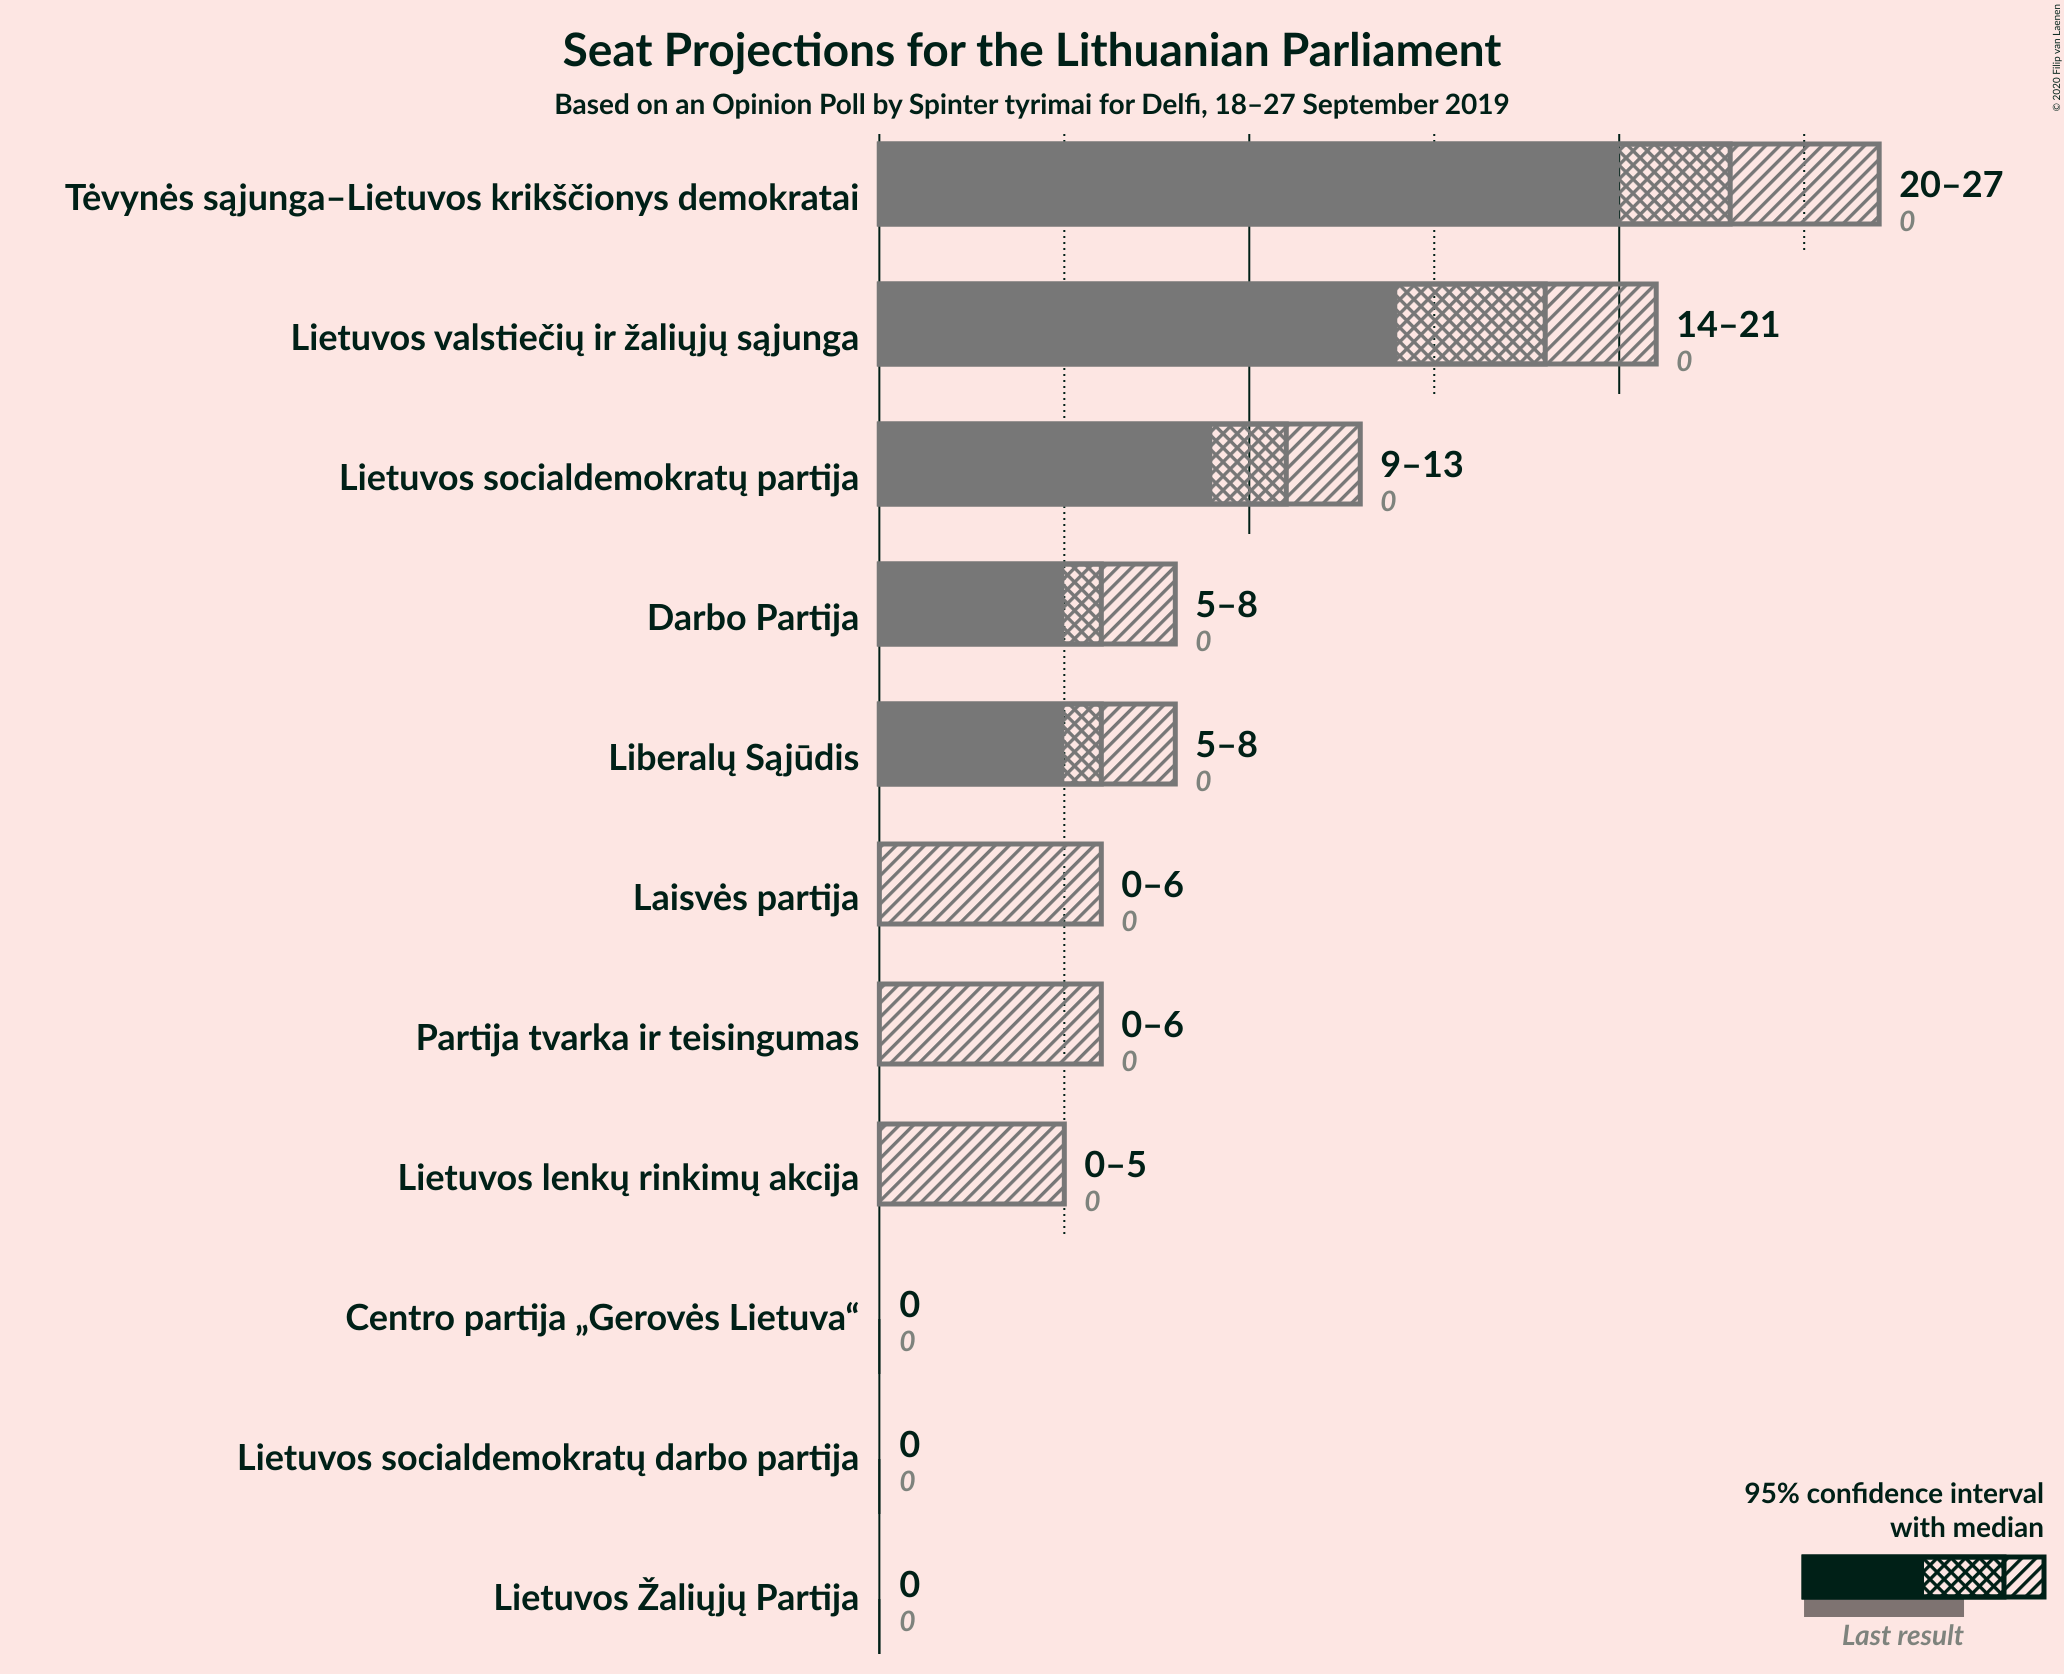 Seat Projections for the Lithuanian Parliament
Based on an Opinion Poll by Spinter tyrimai for Delfi, 18–27 September 2019
© 2020 Filip van Laenen
Tėvynės sąjunga–Lietuvos krikščionys demokratai
20–27
0
Lietuvos valstiečių ir žaliųjų sąjunga
14–21
0
Lietuvos socialdemokratų partija
9–13
0
Darbo Partija
5–8
0
Liberalų Sąjūdis
5–8
0
Laisvės partija
0–6
0
Partija tvarka ir teisingumas
0–6
0
Lietuvos lenkų rinkimų akcija
0–5
0
Centro partija „Gerovės Lietuva“
0
0
Lietuvos socialdemokratų darbo partija
0
0
Lietuvos Žaliųjų Partija
0
0
95% confidence interval
with median
Last result